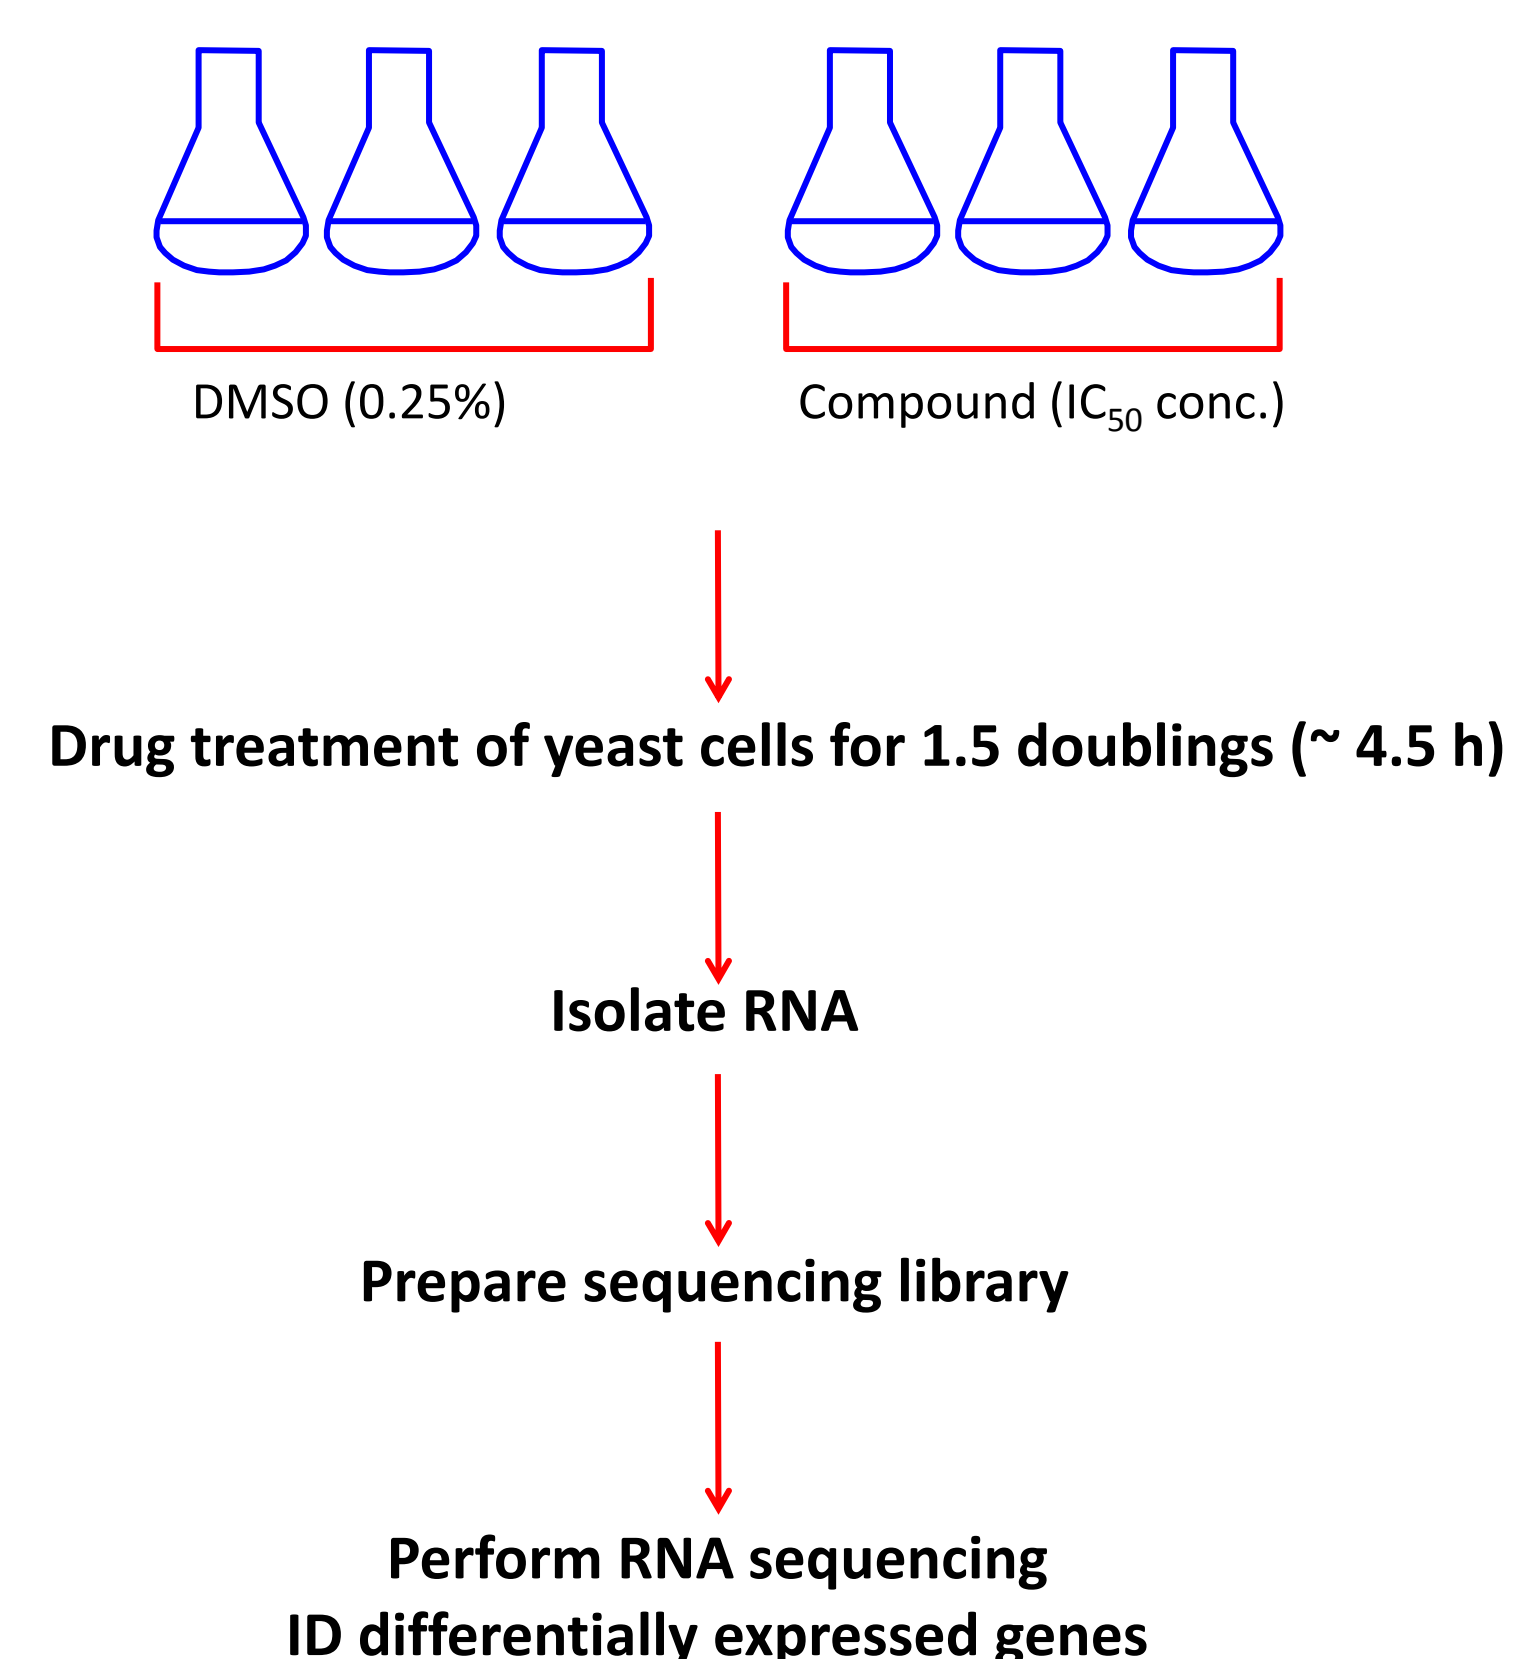 DMSO (0.25%)
Compound (IC50 conc.)
Drug treatment of yeast cells for 1.5 doublings (~ 4.5 h)
Isolate RNA
Prepare sequencing library
Perform RNA sequencing
ID differentially expressed genes